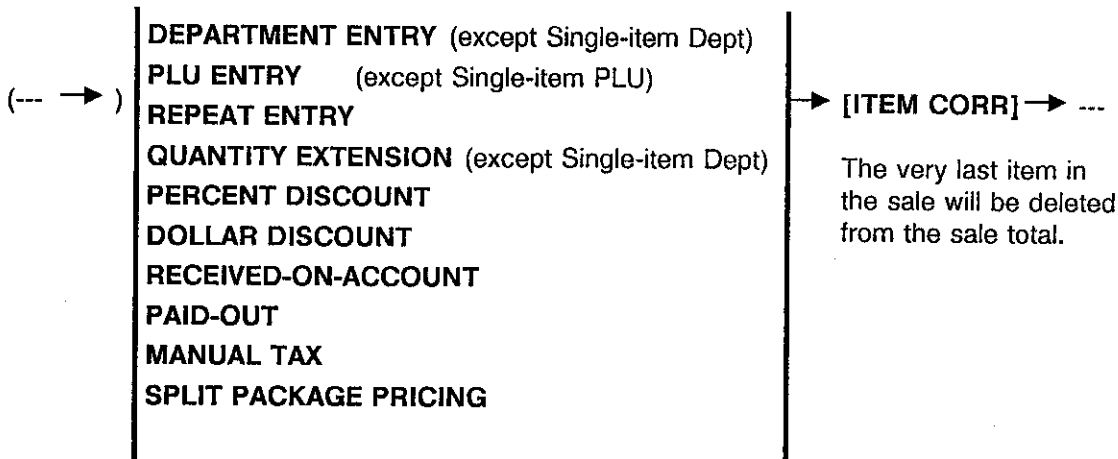 DEPARTMENT ENTRY (except Single-item Dept)
PLU ENTRY (except Single-item PLU)
(--- → )
REPEAT ENTRY
QUANTITY EXTENSION (except Single-item Dept)
PERCENT DISCOUNT
DOLLAR DISCOUNT
RECEIVED-ON-ACCOUNT
PAID-OUT
MANUAL TAX
SPLIT PACKAGE PRICING
→ [ITEM CORR] → ---
The very last item in
the sale will be deleted
from the sale total.